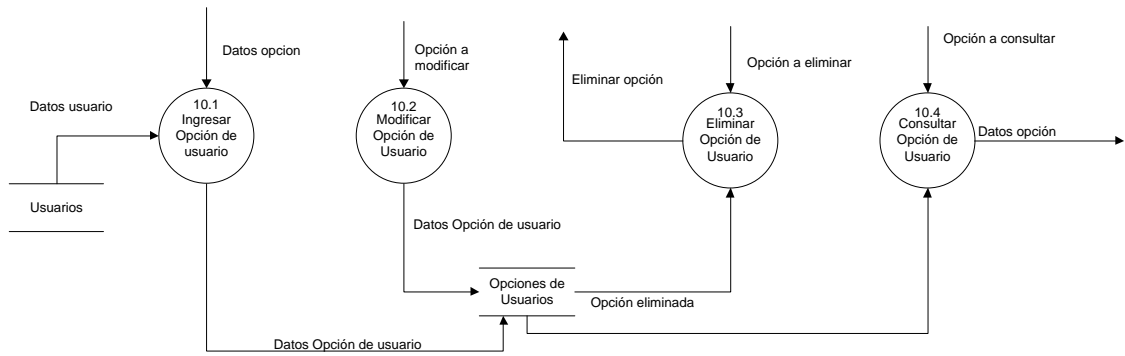 Datos opcion
Opción a
modificar
Opción a eliminar
Opción a consultar
Eliminar opción
Datos usuario
10.1
Ingresar
Opción de
usuario
10.2
Modificar
Opción de
Usuario
10.3
Eliminar
Opción de
Usuario
10.4
Consultar
Opción de
Usuario
Datos opción
Usuarios
Datos Opción de usuario
Opciones de
Usuarios
Opción eliminada
Datos Opción de usuario